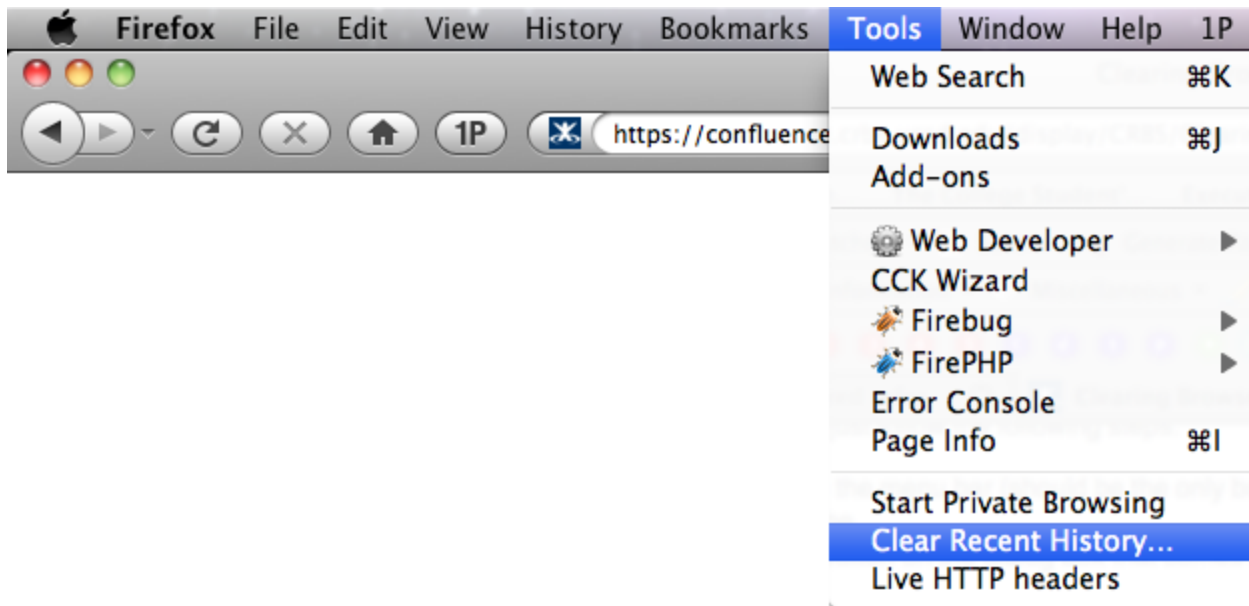 Firefox File Edit View History Bookmarks Tools Window Help 1P
Web Search ⌘K
1P https://confluence
Downloads ⌘J
Add-ons
Web Developer
CCK Wizard
Firebug
FirePHP
Error Console
Page Info ⌘I
Start Private Browsing
Clear Recent History...
Live HTTP headers